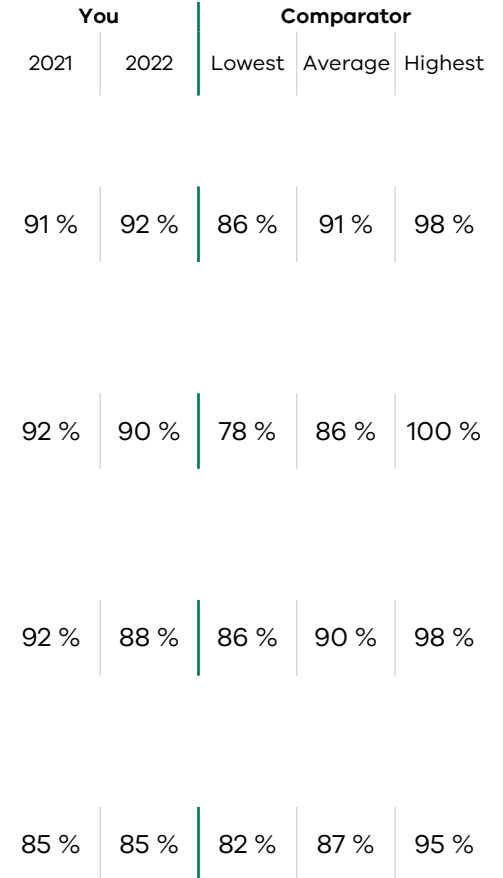 You Comparator
2021 2022 Lowest Average Highest
91 % 92 % 86 % 91 % 98 %
92 % 90 % 78 % 86 % 100 %
92 % 88 % 86 % 90 % 98 %
85 % 85 % 82 % 87 % 95 %